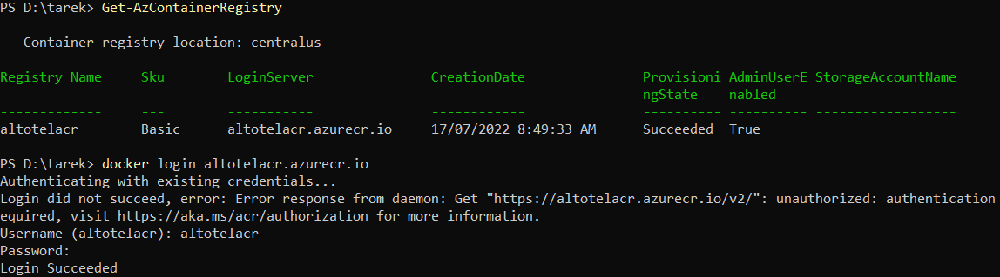 PS D:\tarek> Get-AzContainerRegistry
Container registry location: centralus
Registry Name Sku LoginServer CreationDate Provisioni AdminUserE StorageAccountName
ngState nabled
------------- --- ----------- ------------ ---------- ---------- ------------------
altotelacr Basic altotelacr.azurecr.io 17/07/2022 8:49:33 AM Succeeded True
PS D:\tarek> docker login altotelacr.azurecr.io
Authenticating with existing credentials...
Login did not succeed, error: Error response from daemon: Get "https://altotelacr.azurecr.io/v2/": unauthorized: authentication
equired, visit https://aka.ms/acr/authorization for more information.
Username (altotelacr): altotelacr
Password:
Login Succeeded